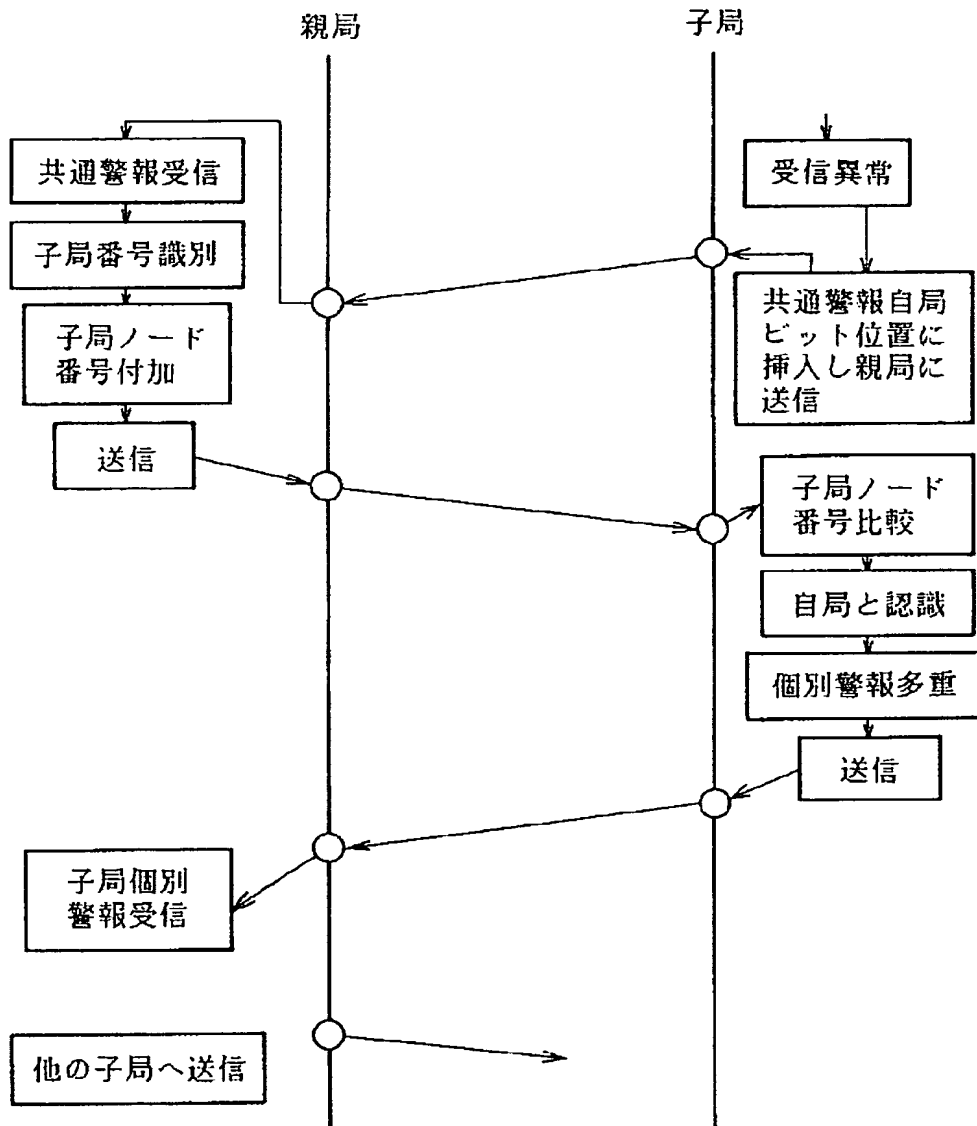 親局
子局
共通警報受信
子局番号識別
子局ノード
番号付加
送信
受信異常
共通警報自局
ビット位置に
挿入し親局に
送信
子局ノード
番号比較
自局と認識
個別警報多重
送信
子局個別
警報受信
他の子局へ送信